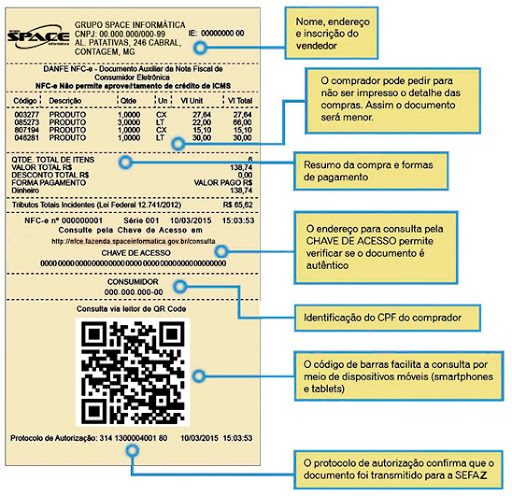 GRUPO SPACE INFORMÁTICA
CNPJ: 00.000.000/000-99 IE: 00000000 00
AL. PATATIVAS, 246 CABRAL,
CONTAGEM, MG
SPACE
informática
DANFE NFC-e - Documento Auxiliar da Nota Fiscal de
Consumidor Eletrônica
NFC-e Não permite aproveitamento de crédito de ICMS
Código Descrição Qtde Un Vl Unit Vl Total
003277 PRODUTO 1,0000 CX 27,64 27,64
085273 PRODUTO 3,0000 LT 22,00 66,00
807194 PRODUTO 1,0000 CX 15,10 15,10
046281 PRODUTO 1,0000 LT 30,00 30,00
QTDE. TOTAL DE ITENS 6
VALOR TOTAL R$ 138,74
DESCONTO TOTAL R$ 0,00
FORMA PAGAMENTO VALOR PAGO R$
Dinheiro 138,74
Tributos Totais Incidentes (Lei Federal 12.741/2012) R$ 65,62
NFC-e nº 000000001 Série 001 10/03/2015 15:03:53
Consulte pela Chave de Acesso em
http://nfce.fazenda.spaceinformatica.gov.br/consulta
CHAVE DE ACESSO
0000 0000 0000 0000 0000 0000 0000 0000 0000 0000 0000
CONSUMIDOR
000.000.000-00
Consulta via leitor de QR Code
Protocolo de Autorização: 314 1300004001 80 10/03/2015 15:03:53
Nome, endereço
e inscrição do
vendedor
O comprador pode pedir para
não ser impresso o detalhe das
compras. Assim o documento
será menor.
Resumo da compra e formas
de pagamento
O endereço para consulta pela
CHAVE DE ACESSO permite
verificar se o documento é
autêntico
Identificação do CPF do comprador
O código de barras facilita a consulta por
meio de dispositivos móveis (smartphones
e tablets)
O protocolo de autorização confirma que o
documento foi transmitido para a SEFAZ